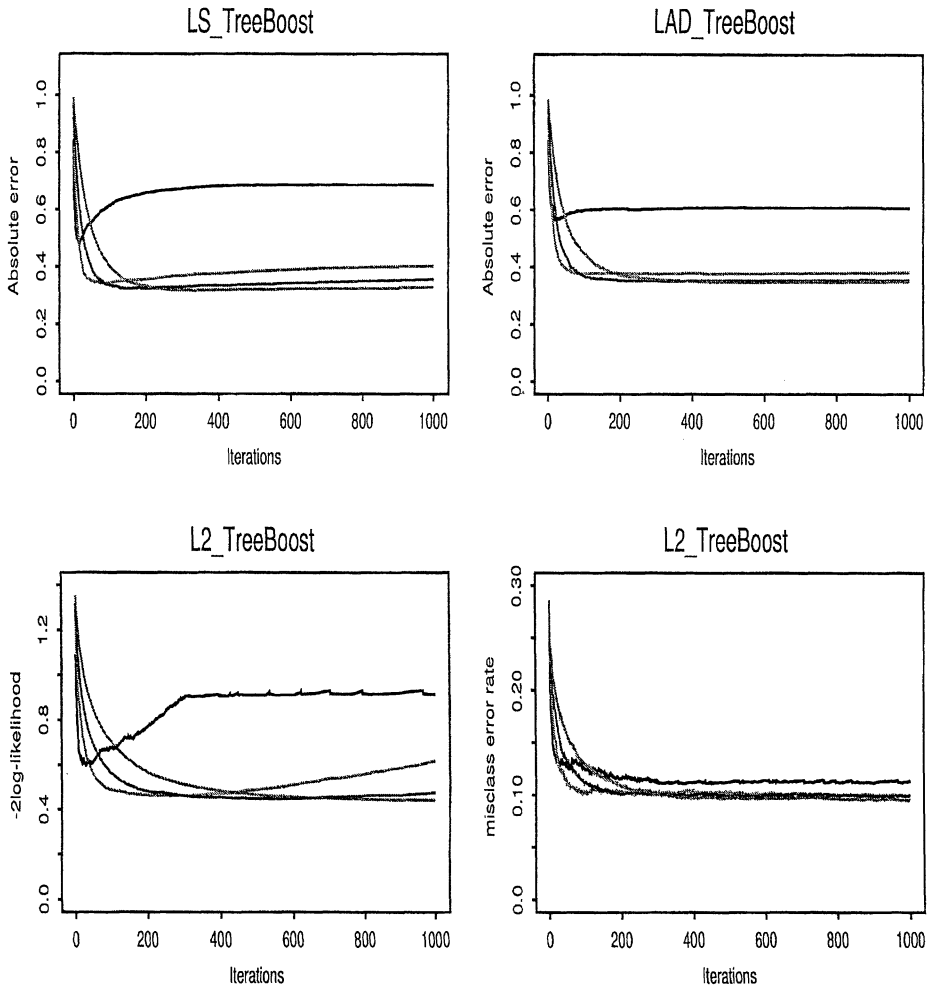 LS_TreeBoost
Absolute error
0.0 0.2 0.4 0.6 0.8 1.0
0 200 400 600 800 1000
Iterations
LAD_TreeBoost
Absolute error
0.0 0.2 0.4 0.6 0.8 1.0
0 200 400 600 800 1000
Iterations
L2_TreeBoost
-2log-likelihood
0.0 0.4 0.8 1.2
0 200 400 600 800 1000
Iterations
L2_TreeBoost
misclass error rate
0.0 0.10 0.20 0.30
0 200 400 600 800 1000
Iterations